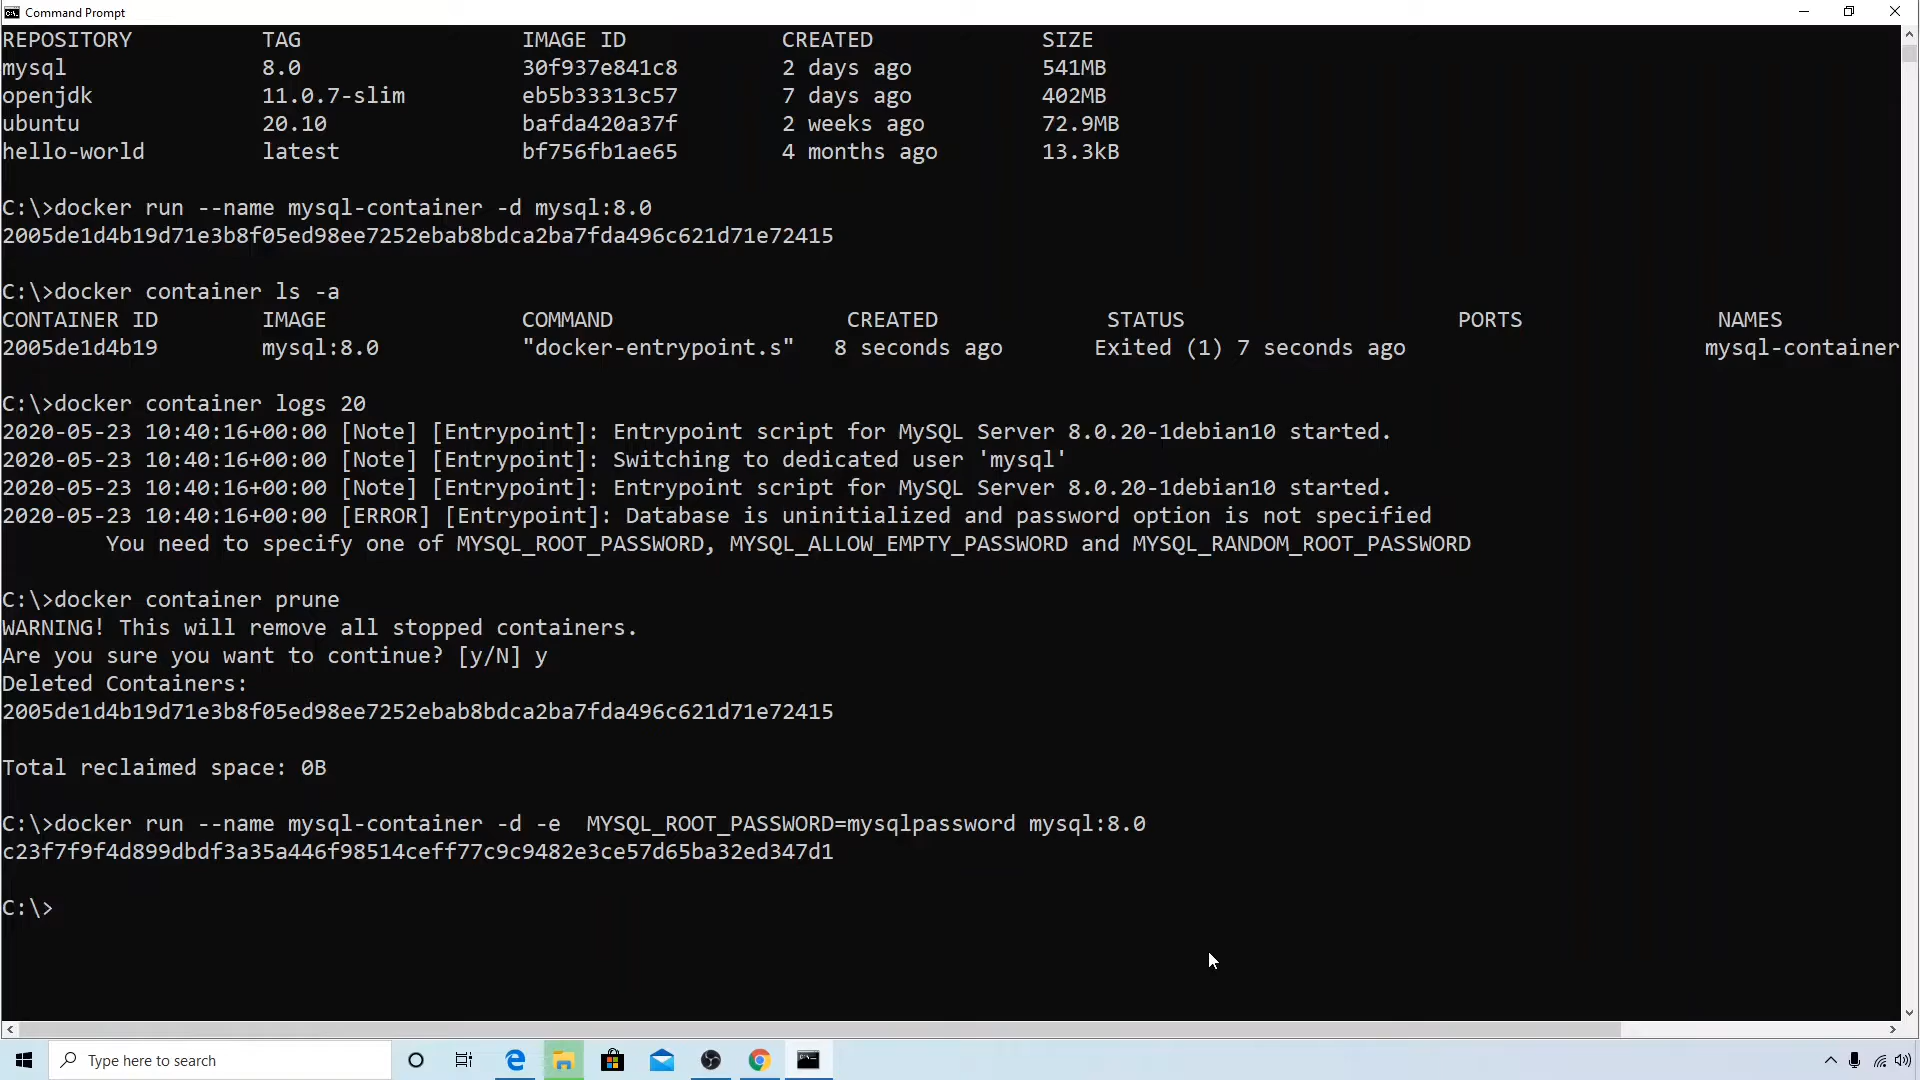 Command Prompt
REPOSITORY TAG IMAGE ID CREATED SIZE
mysql 8.0 30f937e841c8 2 days ago 541MB
openjdk 11.0.7-slim eb5b33313c57 7 days ago 402MB
ubuntu 20.10 bafda420a37f 2 weeks ago 72.9MB
hello-world latest bf756fb1ae65 4 months ago 13.3kB
C:\>docker run --name mysql-container -d mysql:8.0
2005de1d4b19d71e3b8f05ed98ee7252ebab8bdca2ba7fda496c621d71e72415
C:\>docker container ls -a
CONTAINER ID IMAGE COMMAND CREATED STATUS PORTS NAMES
2005de1d4b19 mysql:8.0 "docker-entrypoint.s" 8 seconds ago Exited (1) 7 seconds ago mysql-container
C:\>docker container logs 20
2020-05-23 10:40:16+00:00 [Note] [Entrypoint]: Entrypoint script for MySQL Server 8.0.20-1debian10 started.
2020-05-23 10:40:16+00:00 [Note] [Entrypoint]: Switching to dedicated user 'mysql'
2020-05-23 10:40:16+00:00 [Note] [Entrypoint]: Entrypoint script for MySQL Server 8.0.20-1debian10 started.
2020-05-23 10:40:16+00:00 [ERROR] [Entrypoint]: Database is uninitialized and password option is not specified
You need to specify one of MYSQL_ROOT_PASSWORD, MYSQL_ALLOW_EMPTY_PASSWORD and MYSQL_RANDOM_ROOT_PASSWORD
C:\>docker container prune
WARNING! This will remove all stopped containers.
Are you sure you want to continue? [y/N] y
Deleted Containers:
2005de1d4b19d71e3b8f05ed98ee7252ebab8bdca2ba7fda496c621d71e72415
Total reclaimed space: 0B
C:\>docker run --name mysql-container -d -e  MYSQL_ROOT_PASSWORD=mysqlpassword mysql:8.0
c23f7f9f4d899dbdf3a35a446f98514ceff77c9c9482e3ce57d65ba32ed347d1
C:\>
Type here to search